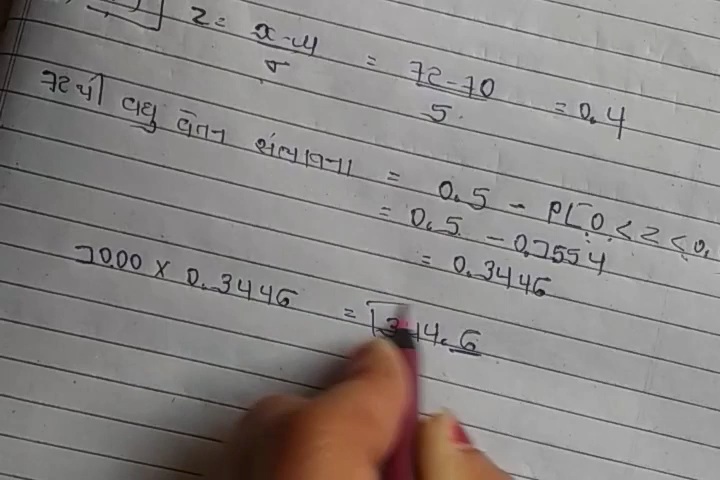 z = x-μ / σ = 72-70 / 5 = 0.4
72 થી વધુ વેતન સંભાવના = 0.5 - P[0<z<0.
= 0.5 - 0.1554
= 0.3446
1000 × 0.3446 = 344.6